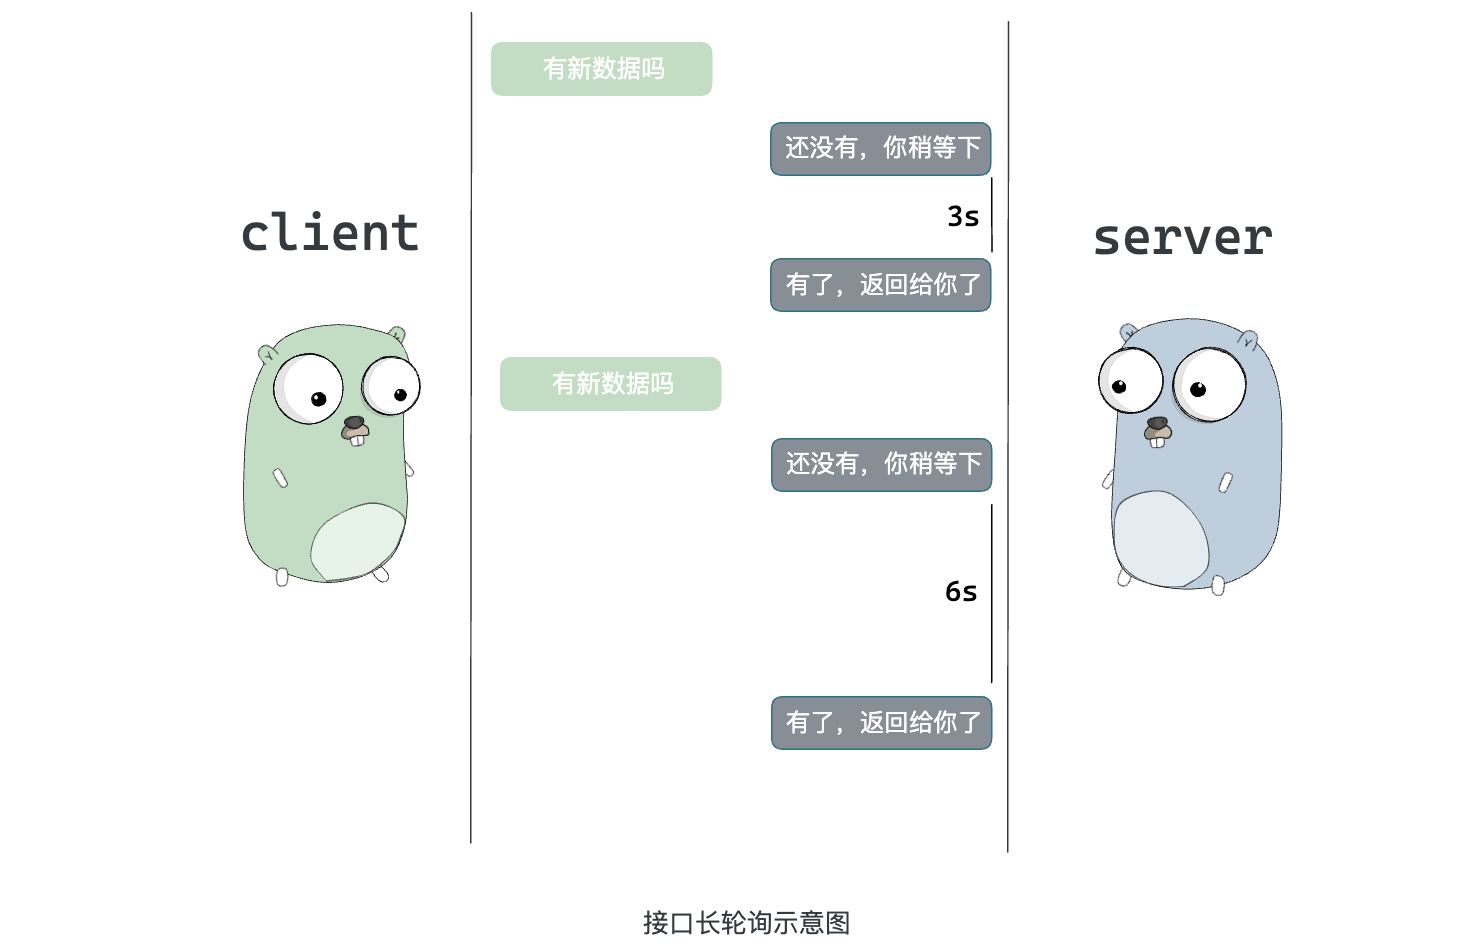 有新数据吗
还没有，你稍等下
3s
client
server
有了，返回给你了
有新数据吗
还没有，你稍等下
6s
有了，返回给你了
接口长轮询示意图